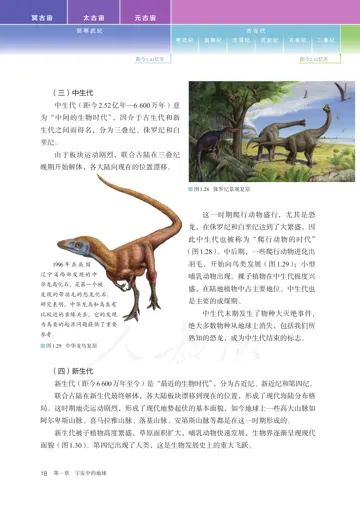 冥古宙 太古宙 元古宙
前寒武纪 古生代
寒武纪 奥陶纪 志留纪 泥盆纪 石炭纪 二叠纪
距今5.41亿年 距今2.52亿年
（三）中生代
中生代（距今2.52亿年—6 600万年）意
为“中间的生物时代”，因介于古生代和新
生代之间而得名，分为三叠纪、侏罗纪和白
垩纪。
由于板块运动剧烈，联合古陆在三叠纪
晚期开始解体，各大陆向现在的位置漂移。
图1.28 侏罗纪景观复原
这一时期爬行动物盛行，尤其是恐
龙，在侏罗纪和白垩纪达到了大繁盛，因
此中生代也被称为“爬行动物的时代”
（图1.28）。中后期，一些爬行动物进化出
羽毛，开始向鸟类发展（图1.29）；小型
哺乳动物出现。裸子植物在中生代极度兴
盛，在陆地植物中占主要地位。中生代也
是主要的成煤期。
中生代末期发生了物种大灭绝事件，
绝大多数物种从地球上消失，包括我们所
熟知的恐龙，成为中生代结束的标志。
1996年在我国
辽宁省西部发现的中
华龙鸟化石，是第一个被
发现的带羽毛的恐龙化石。
研究表明，中华龙鸟和鸟类有
比较近的亲缘关系，它的发现
为鸟类的起源问题提供了重要
参考。
图1.29 中华龙鸟复原
（四）新生代
新生代（距今6 600万年至今）是“最近的生物时代”，分为古近纪、新近纪和第四纪。
联合古陆在新生代最终解体，各大陆板块漂移到现在的位置，形成了现代海陆分布格
局。这时期地壳运动剧烈，形成了现代地势起伏的基本面貌，如今地球上一些高大山脉如
阿尔卑斯山脉、喜马拉雅山脉、落基山脉、安第斯山脉等都是在这一时期形成的。
新生代被子植物高度繁盛，草原面积扩大，哺乳动物快速发展，生物界逐渐呈现现代
面貌（图1.30）。第四纪出现了人类，这是生物发展史上的重大飞跃。
18 第一章 宇宙中的地球